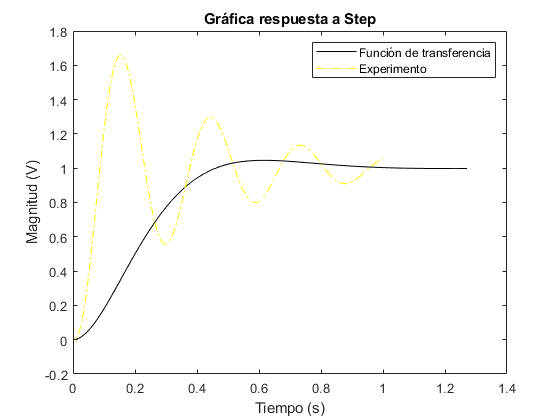 Gráfica respuesta a Step
Función de transferencia
Experimento
Magnitud (V)
1.8
1.6
1.4
1.2
1
0.8
0.6
0.4
0.2
0
-0.2
0 0.2 0.4 0.6 0.8 1 1.2 1.4
Tiempo (s)